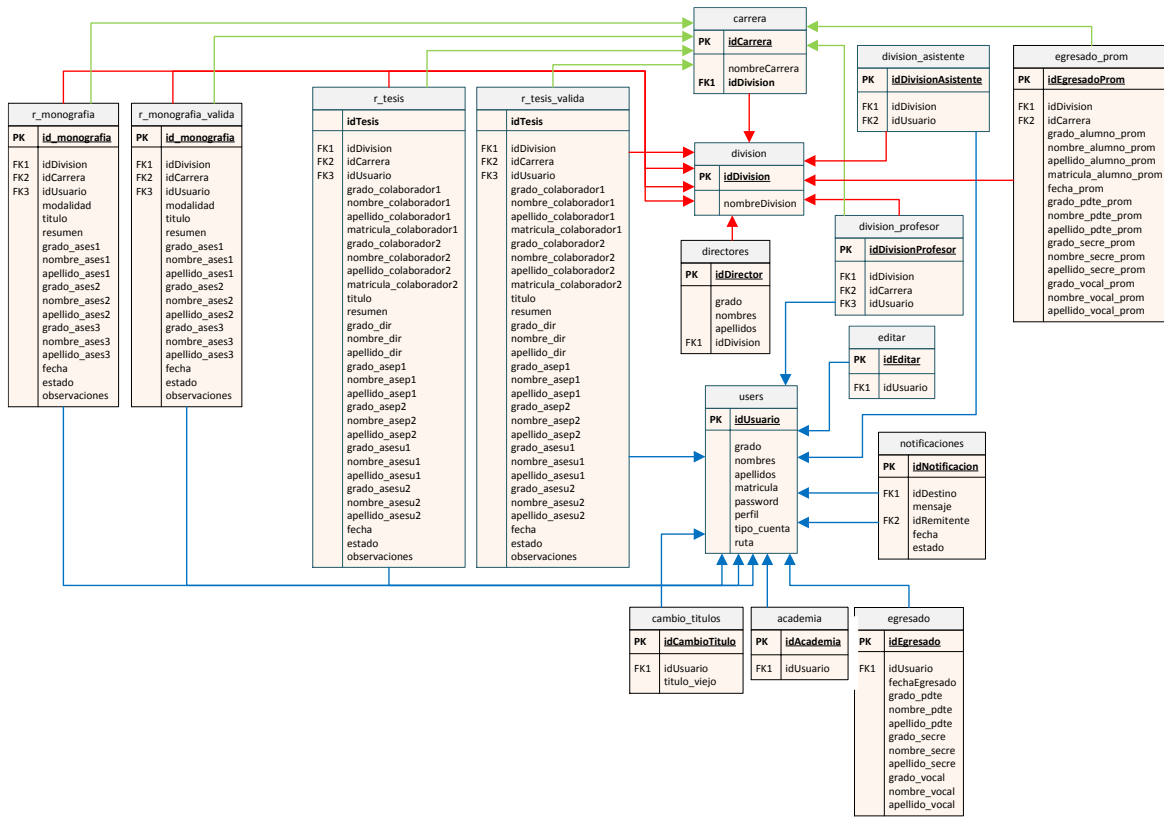 carrera
PK idCarrera
nombreCarrera
FK1 idDivision
division_asistente
PK idDivisionAsistente
FK1 idDivision
FK2 idUsuario
egresado_prom
PK idEgresadoProm
FK1 idDivision
FK2 idCarrera
grado_alumno_prom
nombre_alumno_prom
apellido_alumno_prom
matricula_alumno_prom
fecha_prom
grado_pdte_prom
nombre_pdte_prom
apellido_pdte_prom
grado_secre_prom
nombre_secre_prom
apellido_secre_prom
grado_vocal_prom
nombre_vocal_prom
apellido_vocal_prom
r_monografia
PK id_monografia
FK1 idDivision
FK2 idCarrera
FK3 idUsuario
modalidad
titulo
resumen
grado_ases1
nombre_ases1
apellido_ases1
grado_ases2
nombre_ases2
apellido_ases2
grado_ases3
nombre_ases3
apellido_ases3
fecha
estado
observaciones
r_monografia_valida
PK id_monografia
FK1 idDivision
FK2 idCarrera
FK3 idUsuario
modalidad
titulo
resumen
grado_ases1
nombre_ases1
apellido_ases1
grado_ases2
nombre_ases2
apellido_ases2
grado_ases3
nombre_ases3
apellido_ases3
fecha
estado
observaciones
r_tesis
idTesis
FK1 idDivision
FK2 idCarrera
FK3 idUsuario
grado_colaborador1
nombre_colaborador1
apellido_colaborador1
matricula_colaborador1
grado_colaborador2
nombre_colaborador2
apellido_colaborador2
matricula_colaborador2
titulo
resumen
grado_dir
nombre_dir
apellido_dir
grado_asep1
nombre_asep1
apellido_asep1
grado_asep2
nombre_asep2
apellido_asep2
grado_asesu1
nombre_asesu1
apellido_asesu1
grado_asesu2
nombre_asesu2
apellido_asesu2
fecha
estado
observaciones
r_tesis_valida
idTesis
FK1 idDivision
FK2 idCarrera
FK3 idUsuario
grado_colaborador1
nombre_colaborador1
apellido_colaborador1
matricula_colaborador1
grado_colaborador2
nombre_colaborador2
apellido_colaborador2
matricula_colaborador2
titulo
resumen
grado_dir
nombre_dir
apellido_dir
grado_asep1
nombre_asep1
apellido_asep1
grado_asep2
nombre_asep2
apellido_asep2
grado_asesu1
nombre_asesu1
apellido_asesu1
grado_asesu2
nombre_asesu2
apellido_asesu2
fecha
estado
observaciones
division
PK idDivision
nombreDivision
division_profesor
PK idDivisionProfesor
FK1 idDivision
FK2 idCarrera
FK3 idUsuario
directores
PK idDirector
grado
nombres
apellidos
FK1 idDivision
editar
PK idEditar
FK1 idUsuario
users
PK idUsuario
grado
nombres
apellidos
matricula
password
perfil
tipo_cuenta
ruta
notificaciones
PK idNotificacion
FK1 idDestino
mensaje
FK2 idRemitente
fecha
estado
cambio_titulos
PK idCambioTitulo
FK1 idUsuario
titulo_viejo
academia
PK idAcademia
FK1 idUsuario
egresado
PK idEgresado
FK1 idUsuario
fechaEgresado
grado_pdte
nombre_pdte
apellido_pdte
grado_secre
nombre_secre
apellido_secre
grado_vocal
nombre_vocal
apellido_vocal